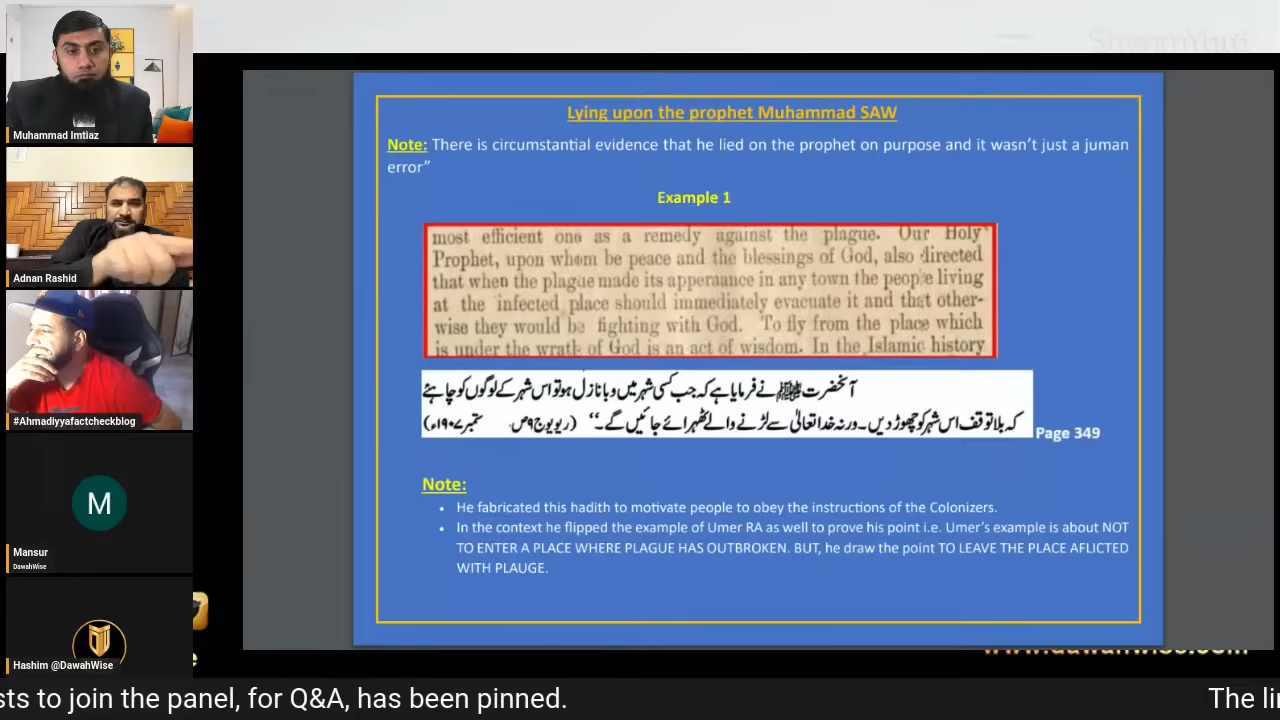 StreamYard
Muhammad Imtiaz
Adnan Rashid
#Ahmadiyyafactcheckblog
M
Mansur
DawahWise
Hashim @DawahWise
Lying upon the prophet Muhammad SAW
Note: There is circumstantial evidence that he lied on the prophet on purpose and it wasn't just a juman
error"
Example 1
most efficient one as a remedy against the plague. Our Holy
Prophet, upon whom be peace and the blessings of God, also directed
that when the plague made its apperaance in any town the people living
at the infected place should immediately evacuate it and that other-
wise they would be fighting with God. To fly from the place which
is under the wrath of God is an act of wisdom. In the Islamic history
آنحضرت ﷺ نے فرمایا ہے کہ جب کسی شہر میں وبا نازل ہو تو اس شہر کے لوگوں کو چاہئے
کہ بلا توقف اس شہر کو چھوڑ دیں۔ ورنہ خدا تعالیٰ سے لڑنے والے ٹھہرائے جائیں گے۔‘‘ (ریویو ج۹ص ستمبر ۱۹۰۷ء)
Page 349
Note:
• He fabricated this hadith to motivate people to obey the instructions of the Colonizers.
• In the context he flipped the example of Umer RA as well to prove his point i.e. Umer's example is about NOT
TO ENTER A PLACE WHERE PLAGUE HAS OUTBROKEN. BUT, he draw the point TO LEAVE THE PLACE AFLICTED
WITH PLAUGE.
www.dawahwise.com
sts to join the panel, for Q&A, has been pinned.
The lin